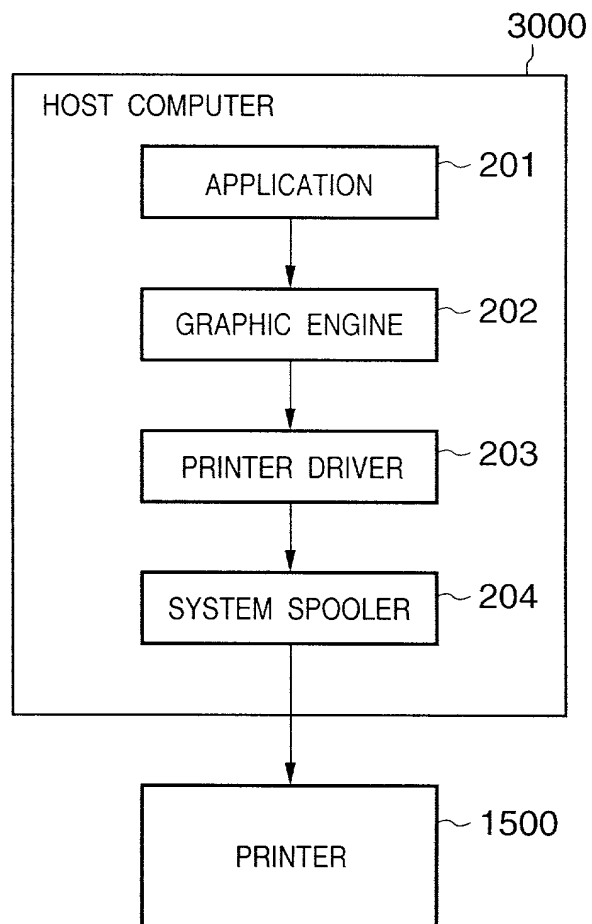 3000
HOST COMPUTER
APPLICATION
201
GRAPHIC ENGINE
202
PRINTER DRIVER
203
SYSTEM SPOOLER
204
PRINTER
1500